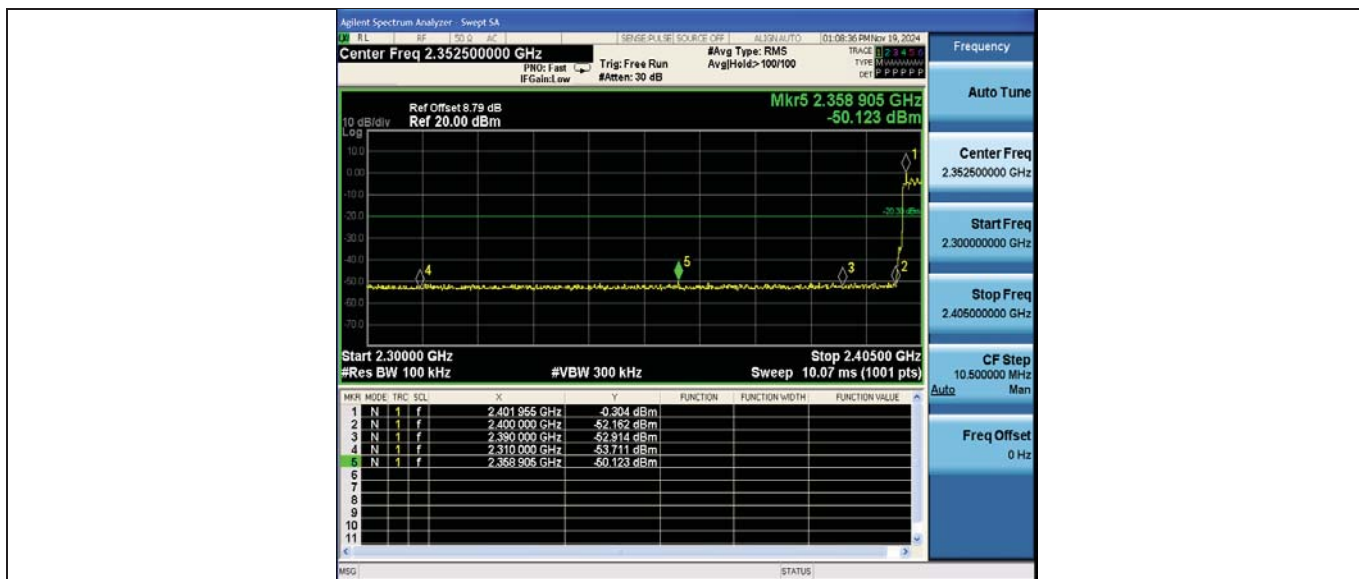 Agilent Spectrum Analyzer - Swept SA
RL RF 50 Ω AC SENSE:PULSE SOURCE OFF ALIGN AUTO 01:08:36 PM Nov 19, 2024
Center Freq 2.352500000 GHz
PNO: Fast
IFGain:Low
Trig: Free Run
#Atten: 30 dB
#Avg Type: RMS
Avg|Hold:> 100/100
TRACE 1 2 3 4 5 6
TYPE MWWWWW
DET P P P P P P
Ref Offset 8.79 dB
Ref 20.00 dBm
10 dB/div
Log
Mkr5 2.358 905 GHz
-50.123 dBm
10.0
0.00
-10.0
-20.0
-30.0
-40.0
-50.0
-60.0
-70.0
-20.30 dBm
1
2
3
4
5
Start 2.30000 GHz
Stop 2.40500 GHz
#Res BW 100 kHz
#VBW 300 kHz
Sweep 10.07 ms (1001 pts)
MKR MODE TRC SCL X Y FUNCTION FUNCTION WIDTH FUNCTION VALUE
1 N 1 f 2.401 955 GHz -0.304 dBm
2 N 1 f 2.400 000 GHz -52.162 dBm
3 N 1 f 2.390 000 GHz -52.914 dBm
4 N 1 f 2.310 000 GHz -53.711 dBm
5 N 1 f 2.358 905 GHz -50.123 dBm
6
7
8
9
10
11
MSG
STATUS
Frequency
Auto Tune
Center Freq
2.352500000 GHz
Start Freq
2.300000000 GHz
Stop Freq
2.405000000 GHz
CF Step
10.500000 MHz
Auto Man
Freq Offset
0 Hz